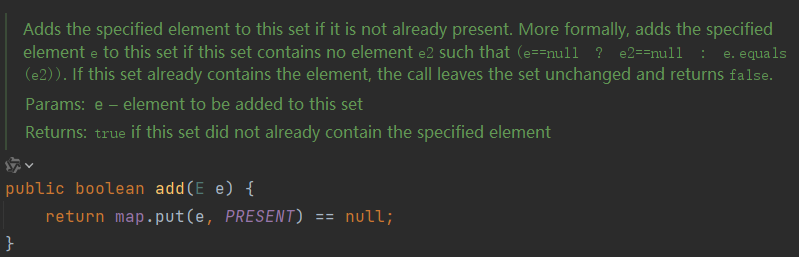 Adds the specified element to this set if it is not already present. More formally, adds the specified
element e to this set if this set contains no element e2 such that (e==null ? e2==null : e.equals
(e2)). If this set already contains the element, the call leaves the set unchanged and returns false.
Params: e – element to be added to this set
Returns: true if this set did not already contain the specified element
public boolean add(E e) {
    return map.put(e, PRESENT) == null;
}